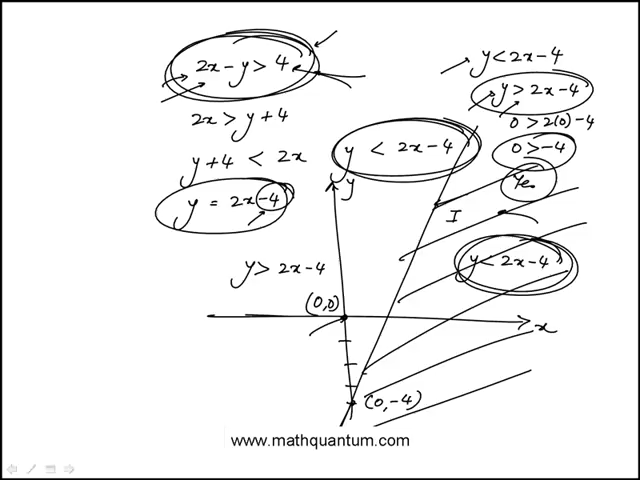 2x - y > 4
2x > y + 4
y + 4 < 2x
y = 2x - 4
y > 2x - 4
y < 2x - 4
y > 2x - 4
0 > 2(0) - 4
0 > -4
Yes
y < 2x - 4
y
I
y < 2x - 4
(0,0)
x
(0,-4)
www.mathquantum.com